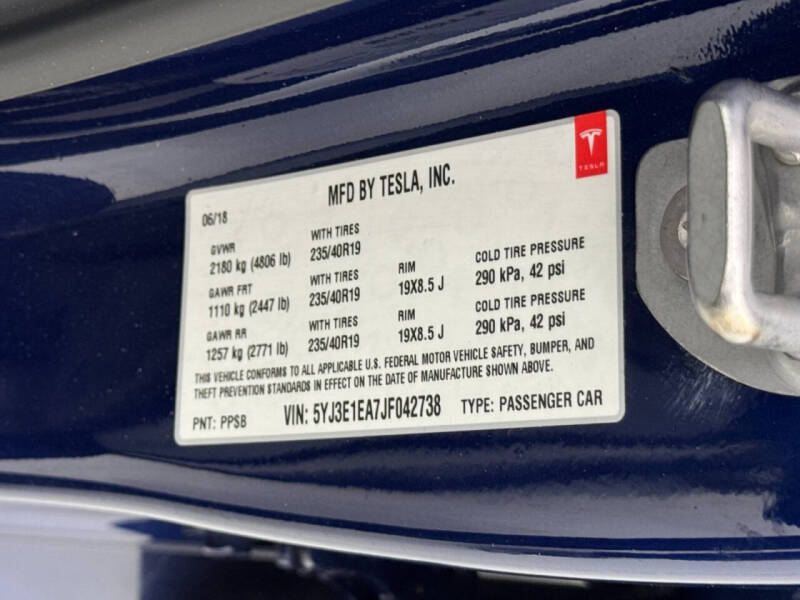 MFD BY TESLA, INC.
TESLA
06/18
GVWR WITH TIRES
2180 kg (4806 lb) 235/40R19
GAWR FRT WITH TIRES RIM COLD TIRE PRESSURE
1110 kg (2447 lb) 235/40R19 19X8.5 J 290 kPa, 42 psi
GAWR RR WITH TIRES RIM COLD TIRE PRESSURE
1257 kg (2771 lb) 235/40R19 19X8.5 J 290 kPa, 42 psi
THIS VEHICLE CONFORMS TO ALL APPLICABLE U.S. FEDERAL MOTOR VEHICLE SAFETY, BUMPER, AND
THEFT PREVENTION STANDARDS IN EFFECT ON THE DATE OF MANUFACTURE SHOWN ABOVE.
PNT: PPSB VIN: 5YJ3E1EA7JF042738 TYPE: PASSENGER CAR